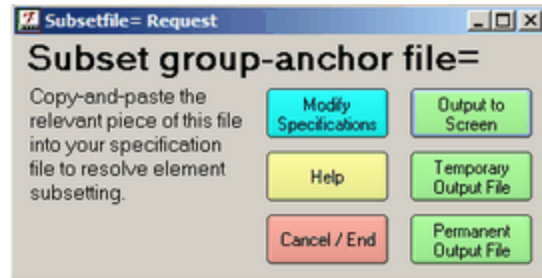 Subsetfile= Request
Subset group-anchor file=
Copy-and-paste the
relevant piece of this file
into your specification
file to resolve element
subsetting.
Modify
Specifications
Output to
Screen
Help
Temporary
Output File
Cancel / End
Permanent
Output File